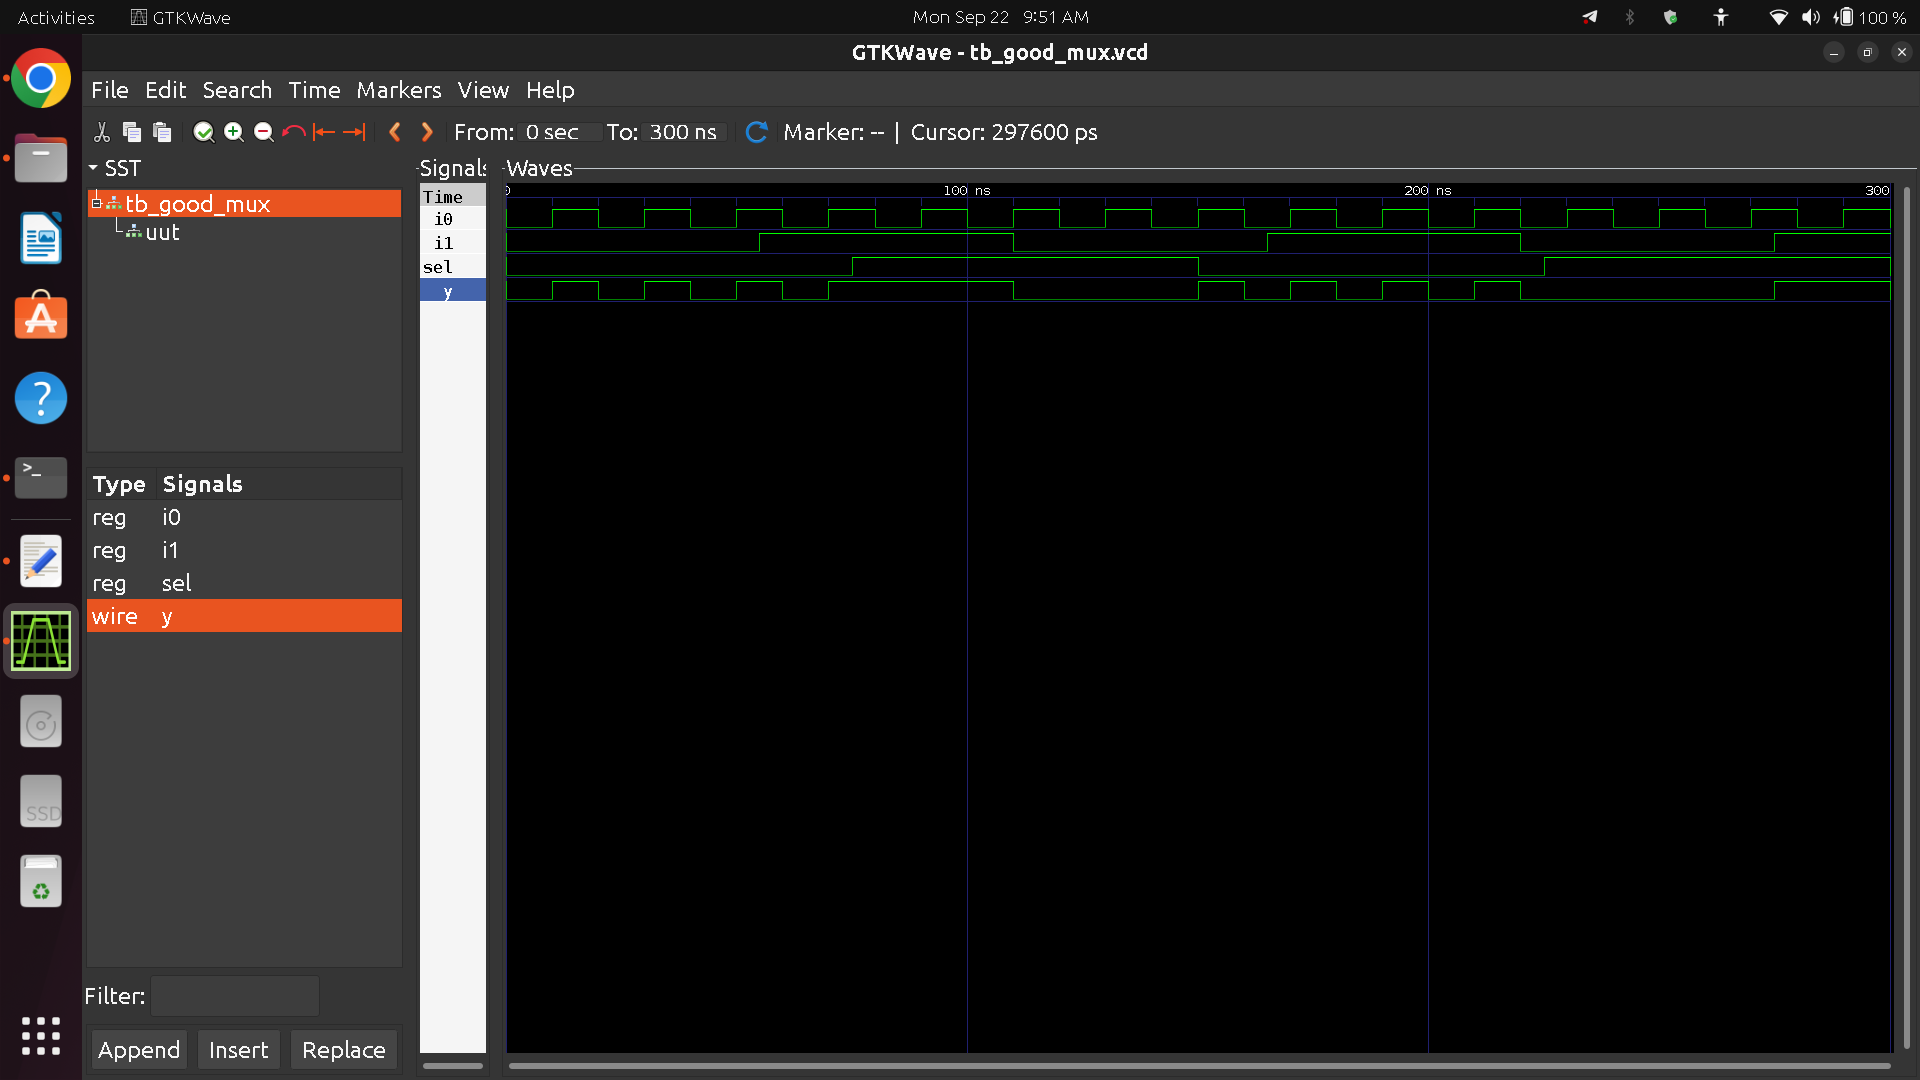 Activities GTKWave Mon Sep 22 9:51 AM 100 %
GTKWave - tb_good_mux.vcd
File Edit Search Time Markers View Help
From: 0 sec To: 300 ns Marker: -- | Cursor: 297600 ps
SST
tb_good_mux
uut
Type Signals
reg i0
reg i1
reg sel
wire y
Filter:
Append Insert Replace
Signals
Time
i0
i1
sel
y
Waves
0 100 ns 200 ns 300
SSD